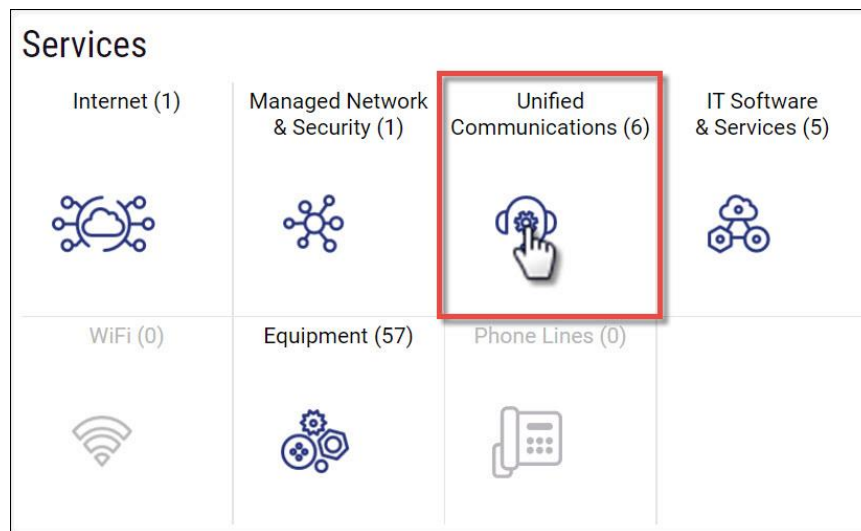 Services
Internet (1)
Managed Network
& Security (1)
Unified
Communications (6)
IT Software
& Services (5)
WiFi (0)
Equipment (57)
Phone Lines (0)